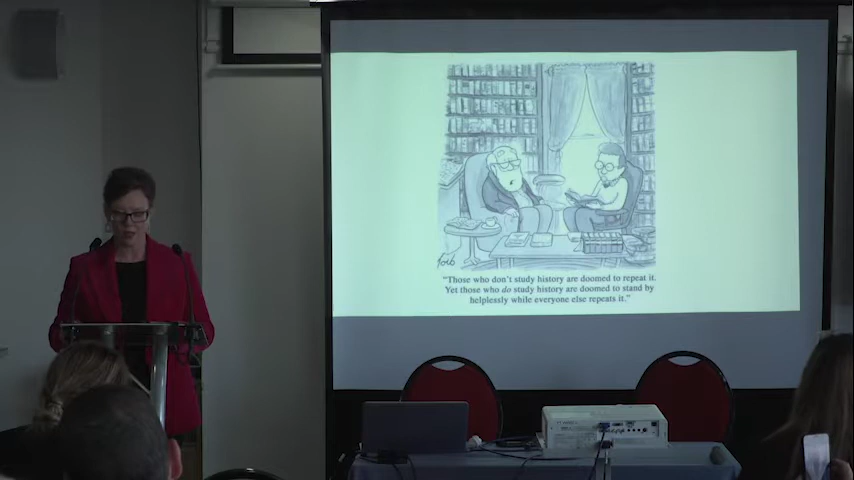 "Those who don't study history are doomed to repeat it.
Yet those who do study history are doomed to stand by
helplessly while everyone else repeats it."